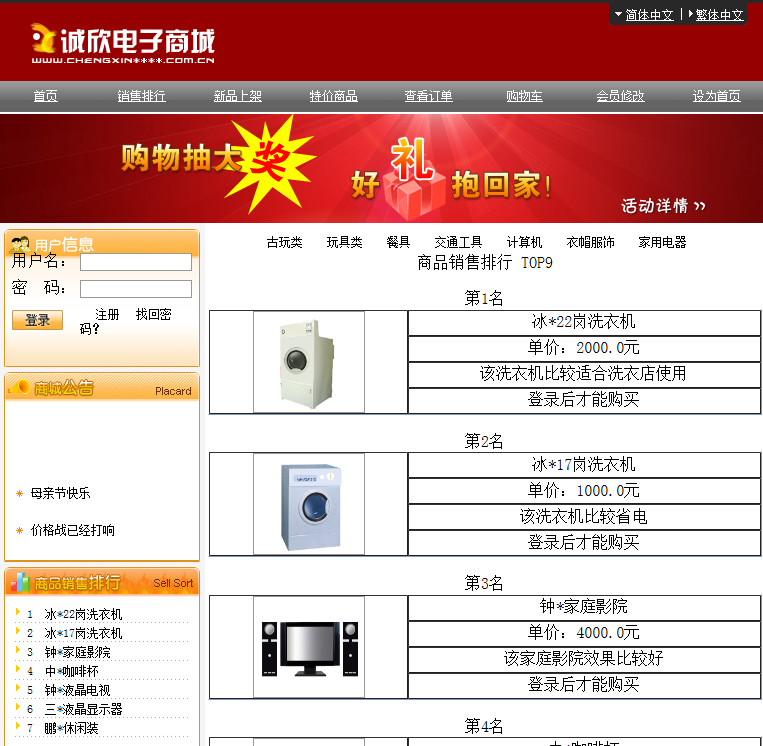 简体中文 | 繁体中文
诚欣电子商城
WWW.CHENGXIN****.COM.CN
首页 销售排行 新品上架 特价商品 查看订单 购物车 会员修改 设为首页
购物抽大奖
好礼抱回家!
活动详情 >>
用户信息
用户名:
密 码:
登录 注册 找回密
码?
商城公告 Placard
母亲节快乐
价格战已经打响
商品销售排行 Sell Sort
1 冰*22岗洗衣机
2 冰*17岗洗衣机
3 钟*家庭影院
4 中*咖啡杯
5 钟*液晶电视
6 三*液晶显示器
7 鹏*休闲装
古玩类 玩具类 餐具 交通工具 计算机 衣帽服饰 家用电器
商品销售排行 TOP9
第1名
冰*22岗洗衣机
单价: 2000.0元
该洗衣机比较适合洗衣店使用
登录后才能购买
第2名
冰*17岗洗衣机
单价: 1000.0元
该洗衣机比较省电
登录后才能购买
第3名
钟*家庭影院
单价: 4000.0元
该家庭影院效果比较好
登录后才能购买
第4名
中*咖啡杯